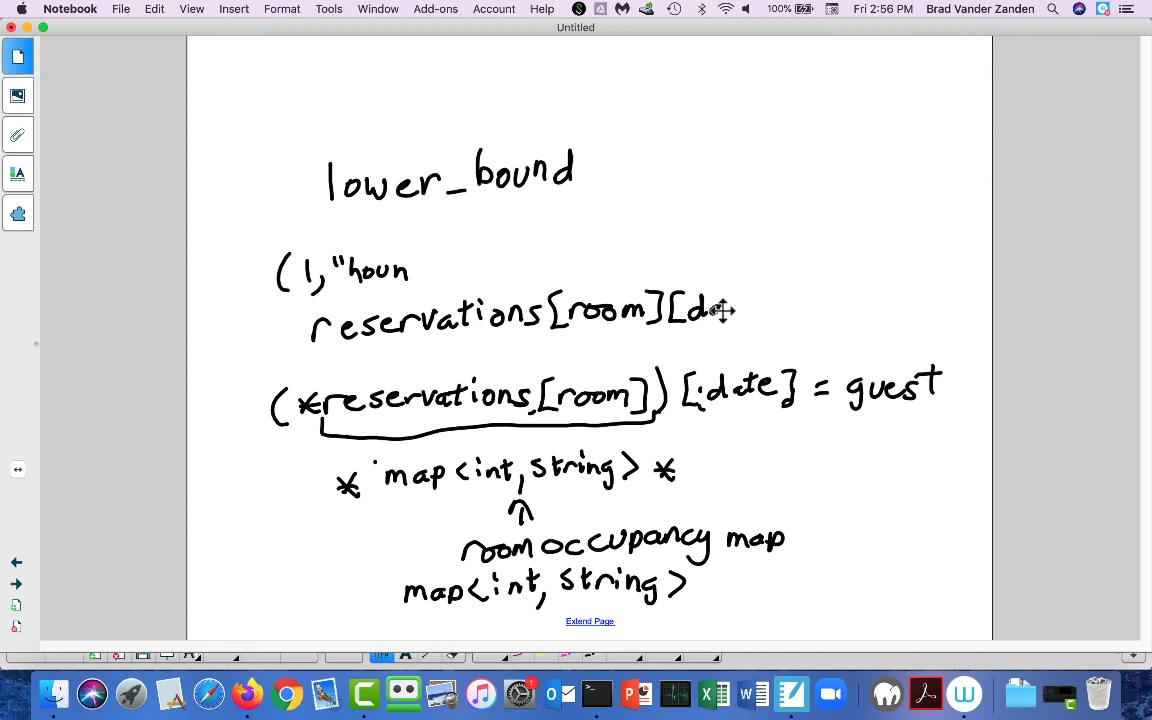 Notebook File Edit View Insert Format Tools Window Add-ons Account Help 100% Fri 2:56 PM Brad Vander Zanden
Untitled
lower_bound
(1,"houn
reservations[room][d
(*reservations[room])[date] = guest
* map<int,string> *
room occupancy map
map<int,string>
Extend Page